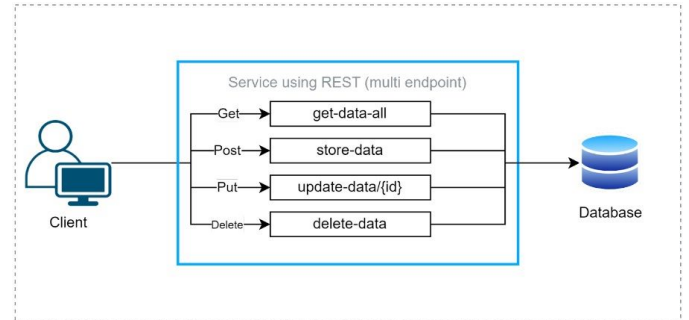 Service using REST (multi endpoint)
Get
get-data-all
Post
store-data
Put
update-data/{id}
Delete
delete-data
Client
Database